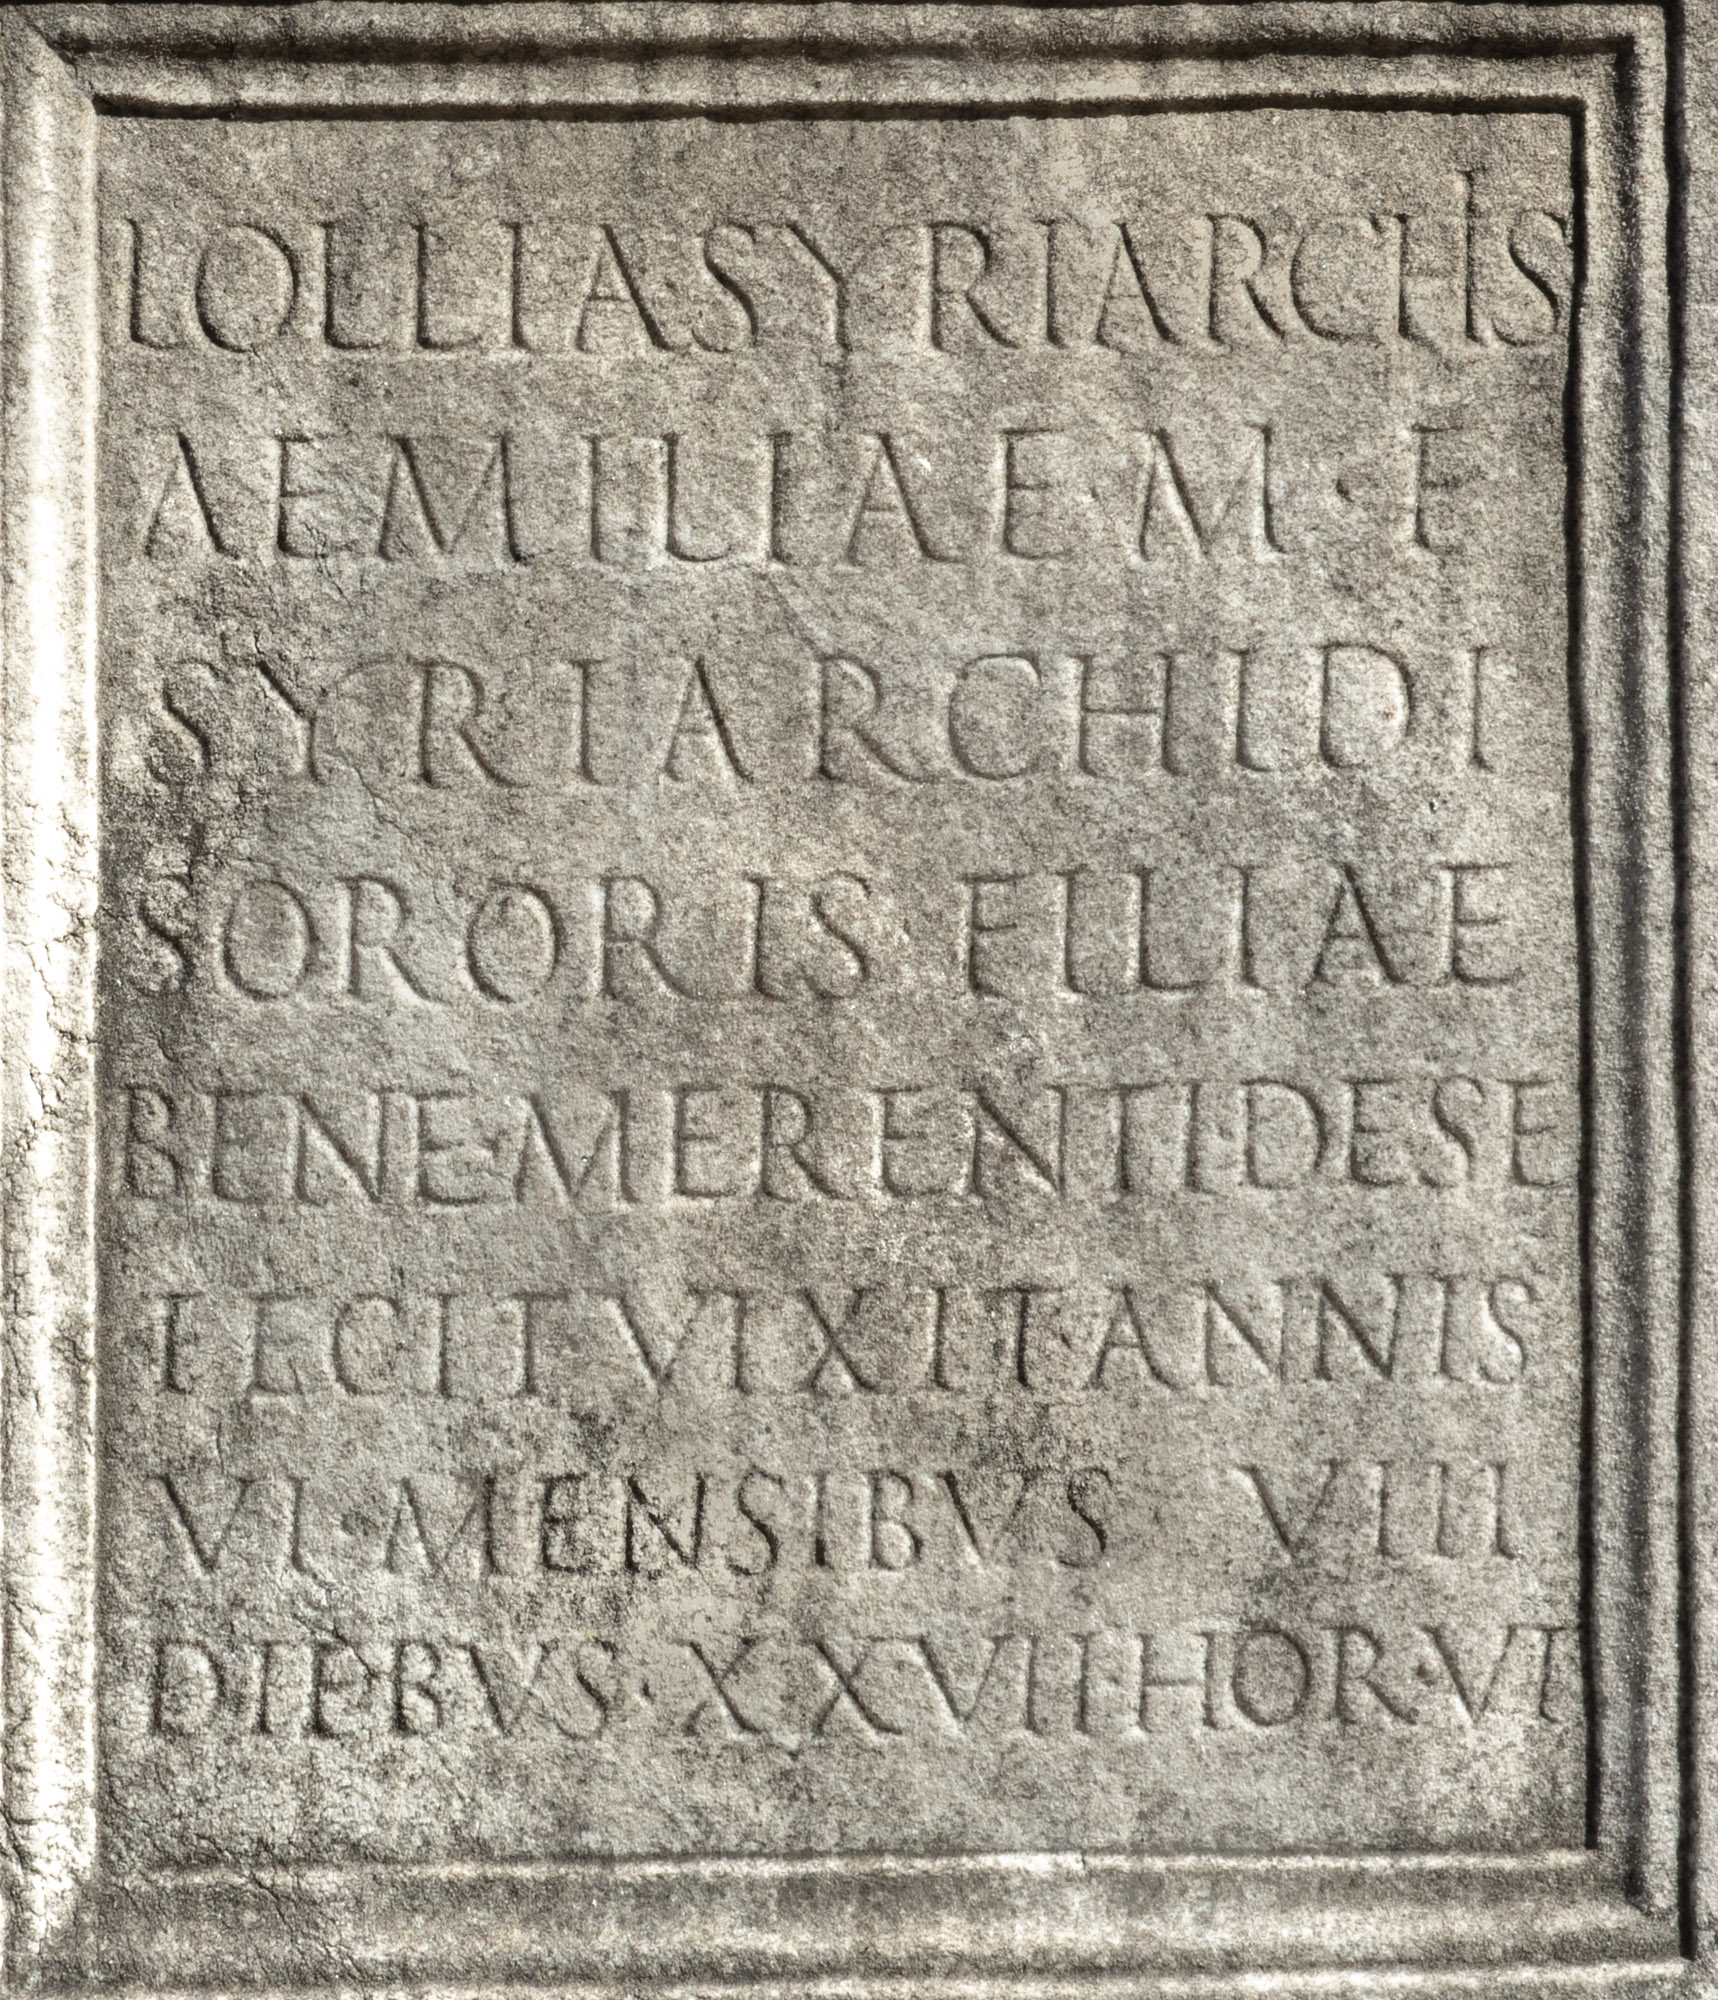 LOLLIA SYRIARCHIS
AEMILIAE·M·F
SYRIARCHIDI
SORORIS FILIAE
BENE·MERENTI·DE SE
FECIT VIXIT·ANNIS
VI·MENSIBVS VIII
DIEBVS·XXVII·HOR·VI